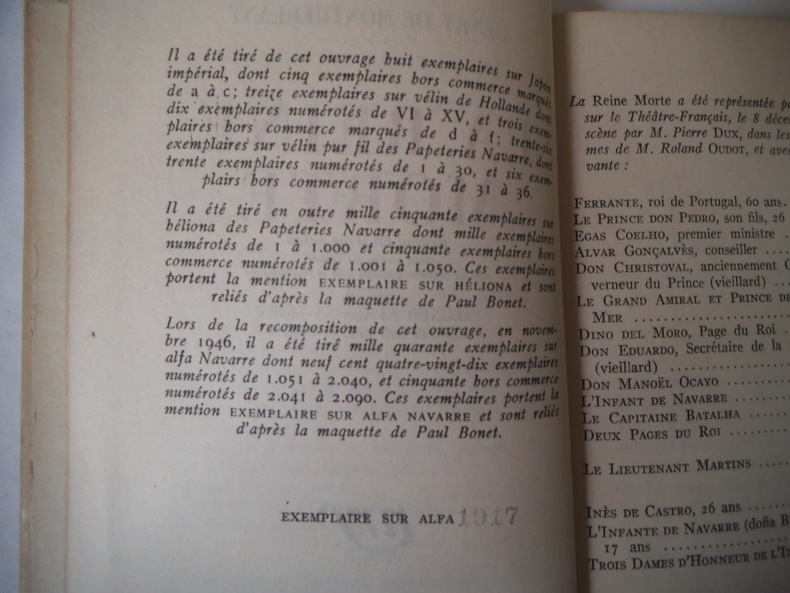 Il a été tiré de cet ouvrage huit exemplaires sur Japon
impérial, dont cinq exemplaires hors commerce marqués
de a à c; treize exemplaires sur vélin de Hollande dont
dix exemplaires numérotés de VI à XV, et trois exem-
plaires hors commerce marqués de d à f; trente-six
exemplaires sur vélin pur fil des Papeteries Navarre, dont
trente exemplaires numérotés de 1 à 30, et six exem-
plairs hors commerce numérotés de 31 à 36.
Il a été tiré en outre mille cinquante exemplaires sur
héliona des Papeteries Navarre dont mille exemplaires
numérotés de 1 à 1.000 et cinquante exemplaires hors
commerce numérotés de 1.001 à 1.050. Ces exemplaires
portent la mention EXEMPLAIRE SUR HÉLIONA et sont
reliés d'après la maquette de Paul Bonet.
Lors de la recomposition de cet ouvrage, en novem-
bre 1946, il a été tiré mille quarante exemplaires sur
alfa Navarre dont neuf cent quatre-vingt-dix exemplaires
numérotés de 1.051 à 2.040, et cinquante hors commerce
numérotés de 2.041 à 2.090. Ces exemplaires portent la
mention EXEMPLAIRE SUR ALFA NAVARRE et sont reliés
d'après la maquette de Paul Bonet.
EXEMPLAIRE SUR ALFA 1917
La Reine Morte a été représentée
sur le Théâtre-Français, le 8 déce
scène par M. Pierre DUX, dans les
mes de M. Roland OUDOT, et ave
vante :
FERRANTE, roi de Portugal, 60 ans.
LE PRINCE DON PEDRO, son fils, 26
EGAS COELHO, premier ministre .
ALVAR GONÇALVÈS, conseiller ....
DON CHRISTOVAL, anciennement
verneur du Prince (vieillard) ....
LE GRAND AMIRAL ET PRINCE DE
MER ....................
DINO DEL MORO, Page du Roi .
DON EDUARDO, Secrétaire de la
(vieillard) .............
DON MANOËL OCAYO ........
L'INFANT DE NAVARRE ........
LE CAPITAINE BATALHA .......
DEUX PAGES DU ROI .........
LE LIEUTENANT MARTINS .....
INÈS DE CASTRO, 26 ans .....
L'INFANTE DE NAVARRE (doña B
17 ans ................
TROIS DAMES D'HONNEUR DE L'I